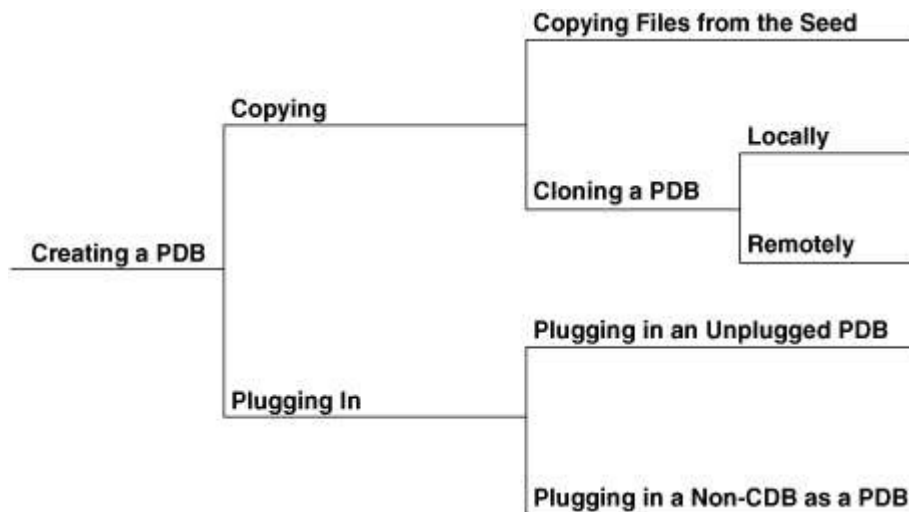 Copying Files from the Seed
Copying
Locally
Cloning a PDB
Creating a PDB
Remotely
Plugging in an Unplugged PDB
Plugging In
Plugging in a Non-CDB as a PDB